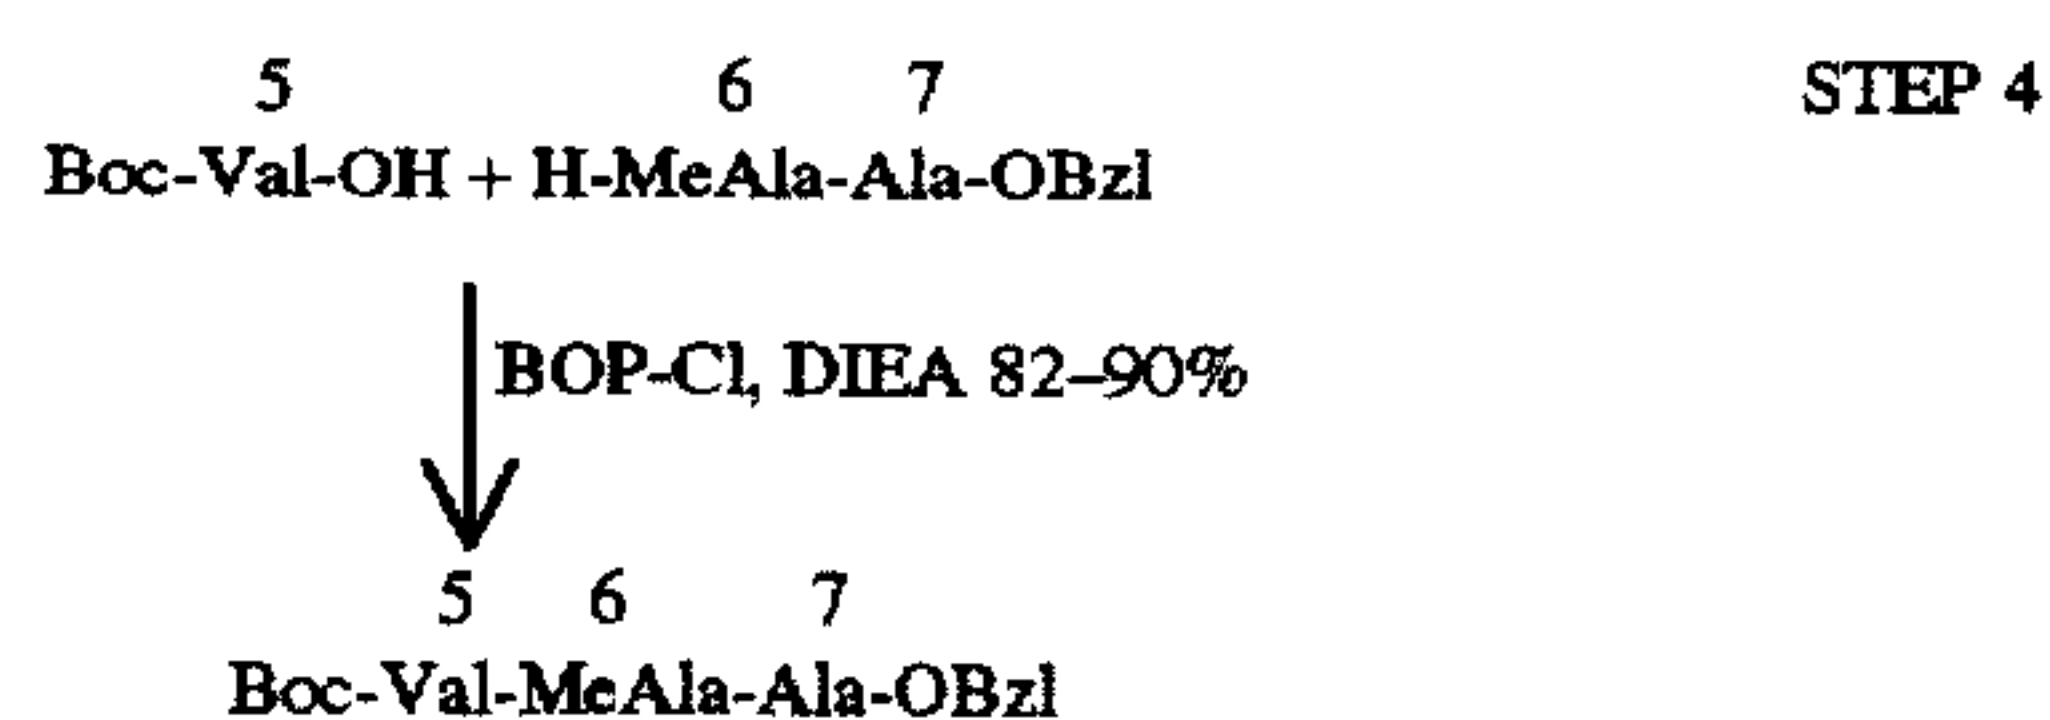 5 6 7 STEP 4
Boc-Val-OH + H-MeAla-Ala-OBzl
BOP-Cl, DIEA 82–90%
5 6 7
Boc-Val-MeAla-Ala-OBzl